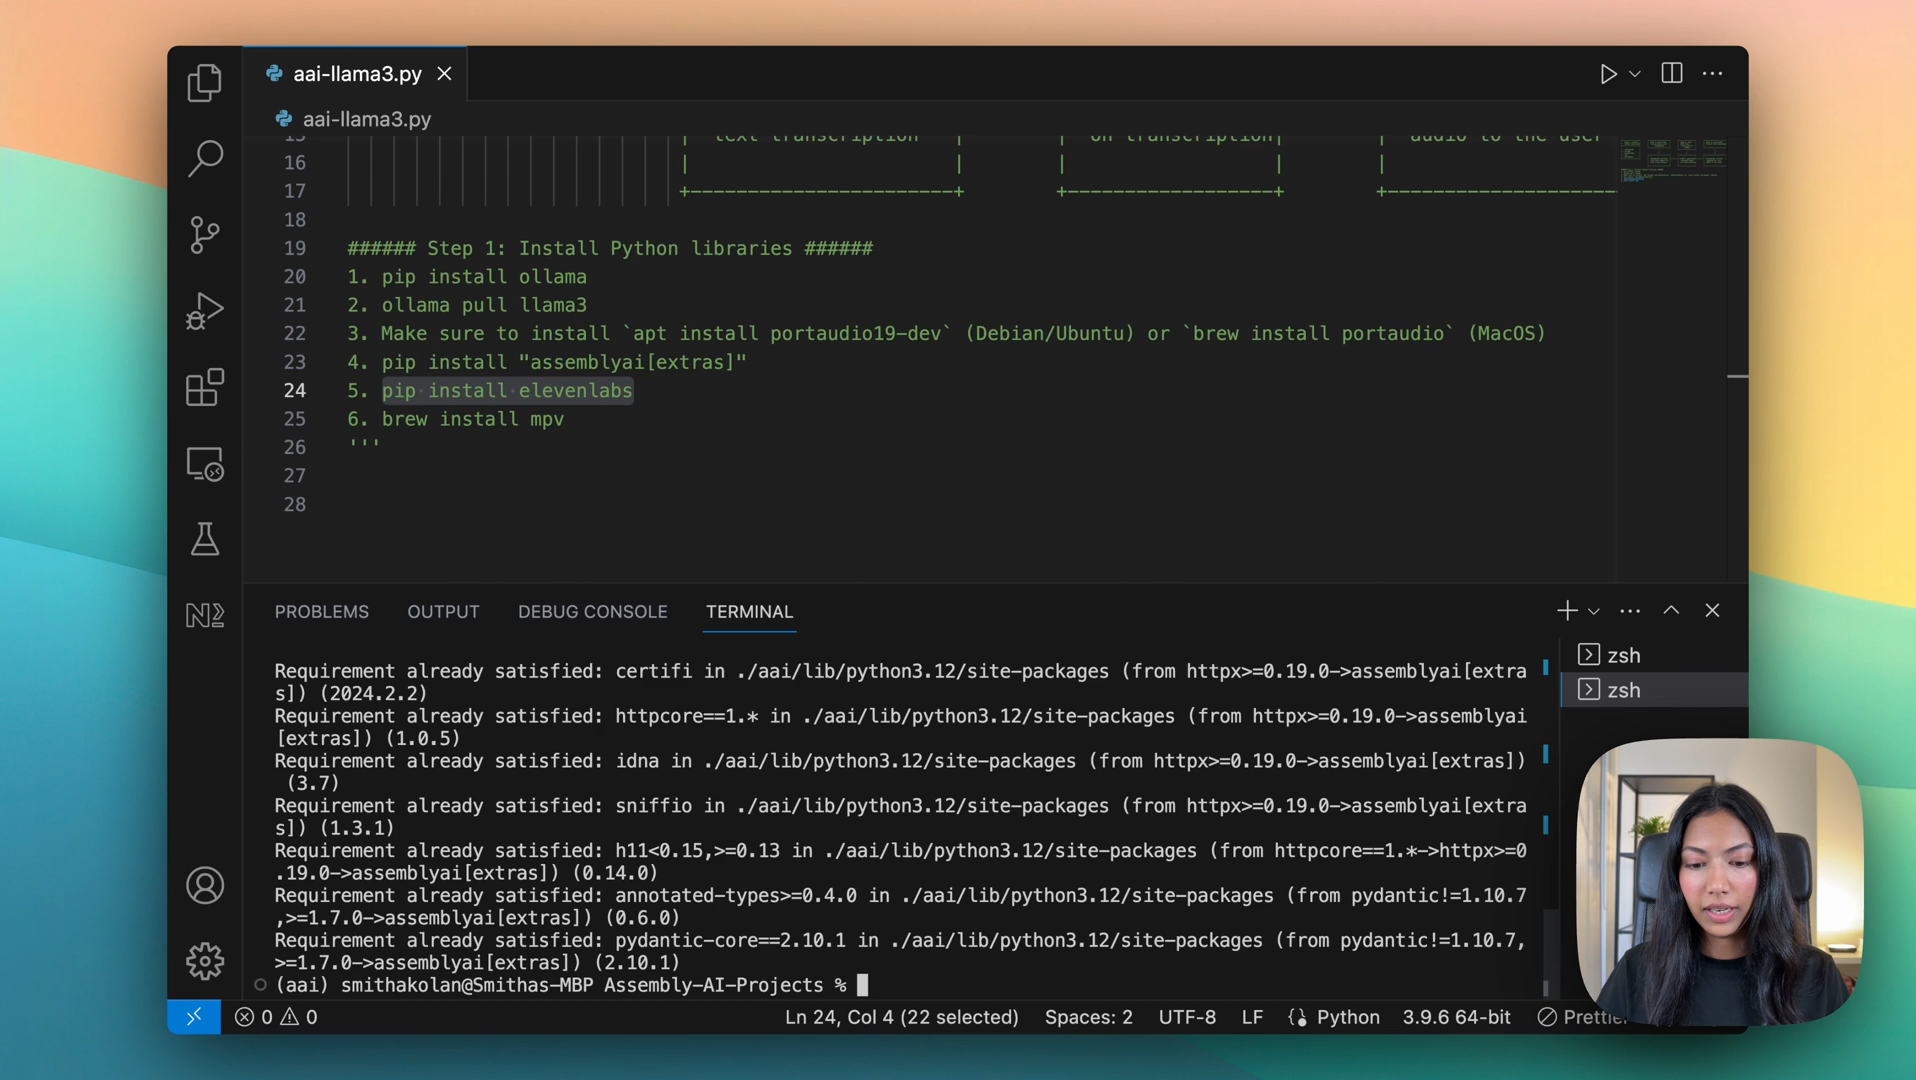 aai-llama3.py
aai-llama3.py
15 | text transcription | | on transcription| | audio to the user
16 | | | | |
17 +-----------------------+ +------------------+ +--------------------
18
19 ###### Step 1: Install Python libraries ######
20 1. pip install ollama
21 2. ollama pull llama3
22 3. Make sure to install `apt install portaudio19-dev` (Debian/Ubuntu) or `brew install portaudio` (MacOS)
23 4. pip install "assemblyai[extras]"
24 5. pip install elevenlabs
25 6. brew install mpv
26 '''
27
28
PROBLEMS OUTPUT DEBUG CONSOLE TERMINAL
Requirement already satisfied: certifi in ./aai/lib/python3.12/site-packages (from httpx>=0.19.0->assemblyai[extra
s]) (2024.2.2)
Requirement already satisfied: httpcore==1.* in ./aai/lib/python3.12/site-packages (from httpx>=0.19.0->assemblyai
[extras]) (1.0.5)
Requirement already satisfied: idna in ./aai/lib/python3.12/site-packages (from httpx>=0.19.0->assemblyai[extras])
(3.7)
Requirement already satisfied: sniffio in ./aai/lib/python3.12/site-packages (from httpx>=0.19.0->assemblyai[extra
s]) (1.3.1)
Requirement already satisfied: h11<0.15,>=0.13 in ./aai/lib/python3.12/site-packages (from httpcore==1.*->httpx>=0
.19.0->assemblyai[extras]) (0.14.0)
Requirement already satisfied: annotated-types>=0.4.0 in ./aai/lib/python3.12/site-packages (from pydantic!=1.10.7
,>=1.7.0->assemblyai[extras]) (0.6.0)
Requirement already satisfied: pydantic-core==2.10.1 in ./aai/lib/python3.12/site-packages (from pydantic!=1.10.7,
>=1.7.0->assemblyai[extras]) (2.10.1)
(aai) smithakolan@Smithas-MBP Assembly-AI-Projects %
zsh
zsh
0 0 Ln 24, Col 4 (22 selected) Spaces: 2 UTF-8 LF Python 3.9.6 64-bit Prettier